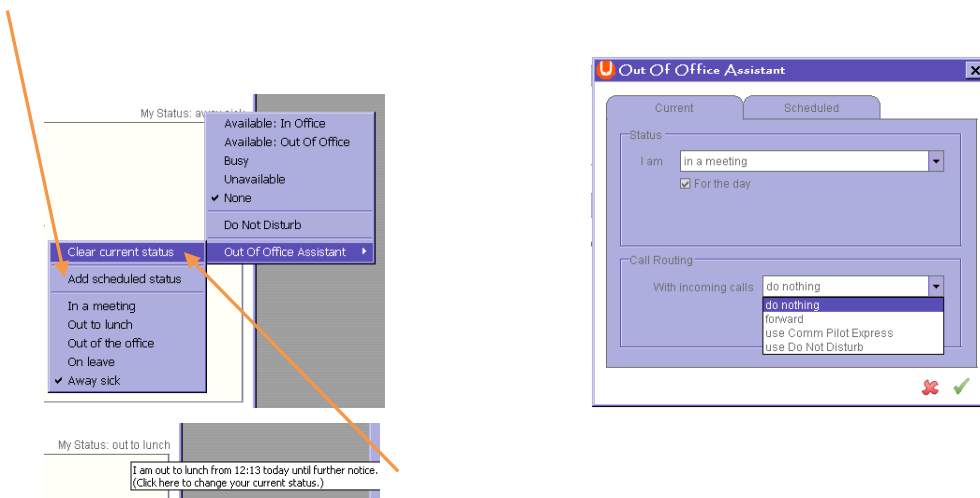 My Status: away sick
Available: In Office
Available: Out Of Office
Busy
Unavailable
None
Do Not Disturb
Out Of Office Assistant
Clear current status
Add scheduled status
In a meeting
Out to lunch
Out of the office
On leave
Away sick
My Status: out to lunch
I am out to lunch from 12:13 today until further notice.
(Click here to change your current status.)
Out Of Office Assistant
Current Scheduled
Status
I am in a meeting
For the day
Call Routing
With incoming calls do nothing
do nothing
forward
use Comm Pilot Express
use Do Not Disturb